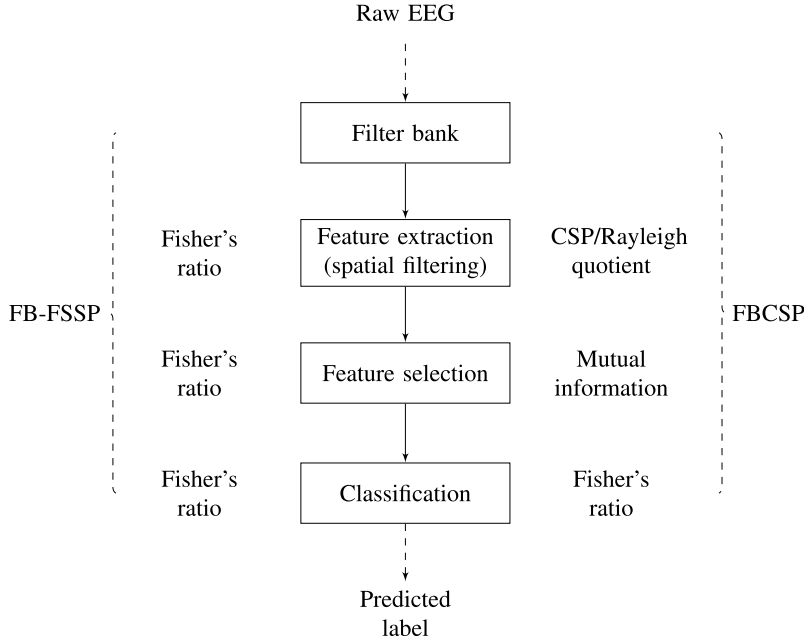 Raw EEG
Filter bank
Fisher's
ratio
Feature extraction
(spatial filtering)
CSP/Rayleigh
quotient
FB-FSSP
FBCSP
Fisher's
ratio
Feature selection
Mutual
information
Fisher's
ratio
Classification
Fisher's
ratio
Predicted
label